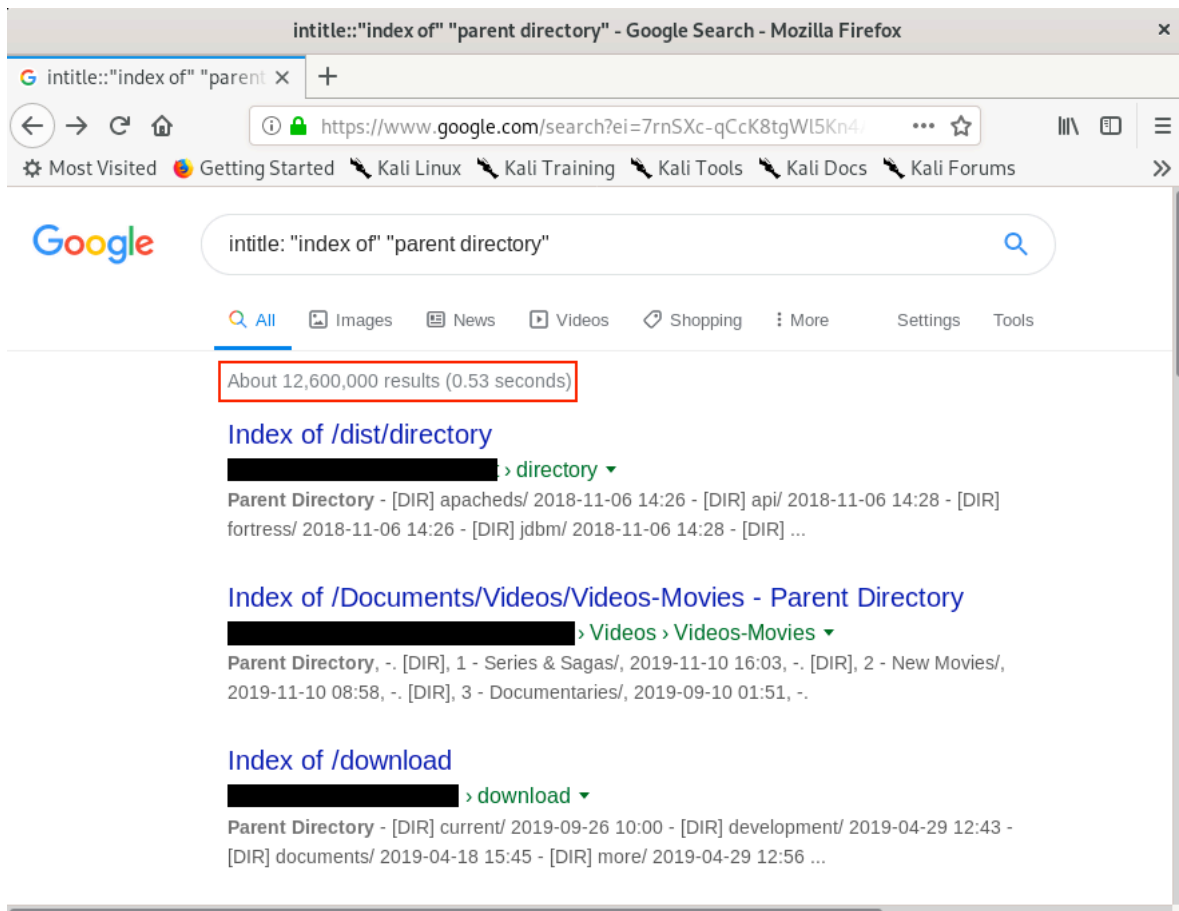 intitle::"index of" "parent directory" - Google Search - Mozilla Firefox
intitle::"index of" "parent
https://www.google.com/search?ei=7rnSXc-qCcK8tgWl5Kn4
Most Visited Getting Started Kali Linux Kali Training Kali Tools Kali Docs Kali Forums
Google intitle: "index of" "parent directory"
All Images News Videos Shopping More Settings Tools
About 12,600,000 results (0.53 seconds)
Index of /dist/directory
› directory
Parent Directory - [DIR] apacheds/ 2018-11-06 14:26 - [DIR] api/ 2018-11-06 14:28 - [DIR]
fortress/ 2018-11-06 14:26 - [DIR] jdbm/ 2018-11-06 14:28 - [DIR] ...
Index of /Documents/Videos/Videos-Movies - Parent Directory
› Videos › Videos-Movies
Parent Directory, -. [DIR], 1 - Series & Sagas/, 2019-11-10 16:03, -. [DIR], 2 - New Movies/,
2019-11-10 08:58, -. [DIR], 3 - Documentaries/, 2019-09-10 01:51, -.
Index of /download
› download
Parent Directory - [DIR] current/ 2019-09-26 10:00 - [DIR] development/ 2019-04-29 12:43 -
[DIR] documents/ 2019-04-18 15:45 - [DIR] more/ 2019-04-29 12:56 ...